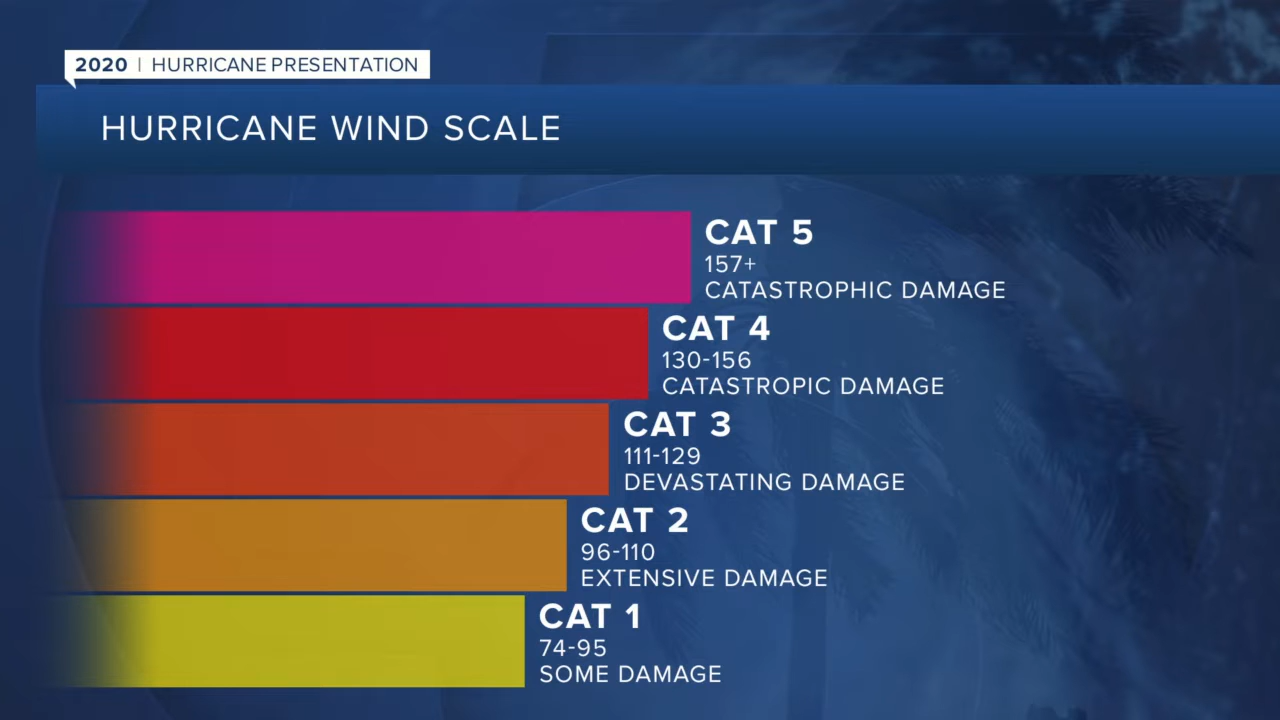 2020 | HURRICANE PRESENTATION
HURRICANE WIND SCALE
CAT 5
157+
CATASTROPHIC DAMAGE
CAT 4
130-156
CATASTROPIC DAMAGE
CAT 3
111-129
DEVASTATING DAMAGE
CAT 2
96-110
EXTENSIVE DAMAGE
CAT 1
74-95
SOME DAMAGE